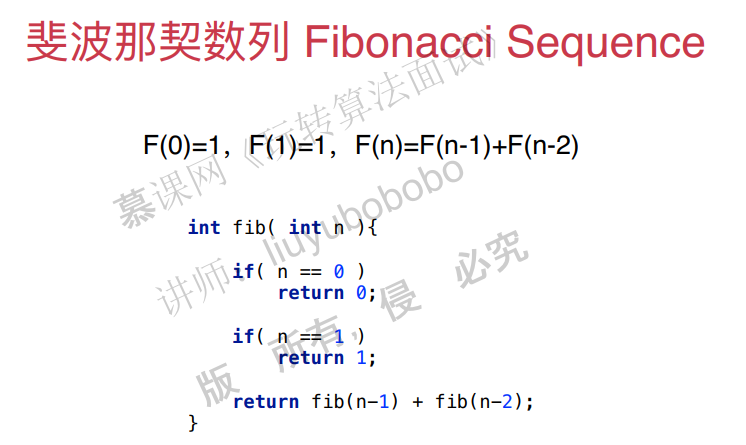 斐波那契数列 Fibonacci Sequence
F(0)=1，F(1)=1，F(n)=F(n-1)+F(n-2)
慕课网《玩转算法面试》
讲师：liuyubobobo
版 所有，侵 必究
int fib( int n ){
if( n == 0 )
return 0;
if( n == 1 )
return 1;
return fib(n-1) + fib(n-2);
}